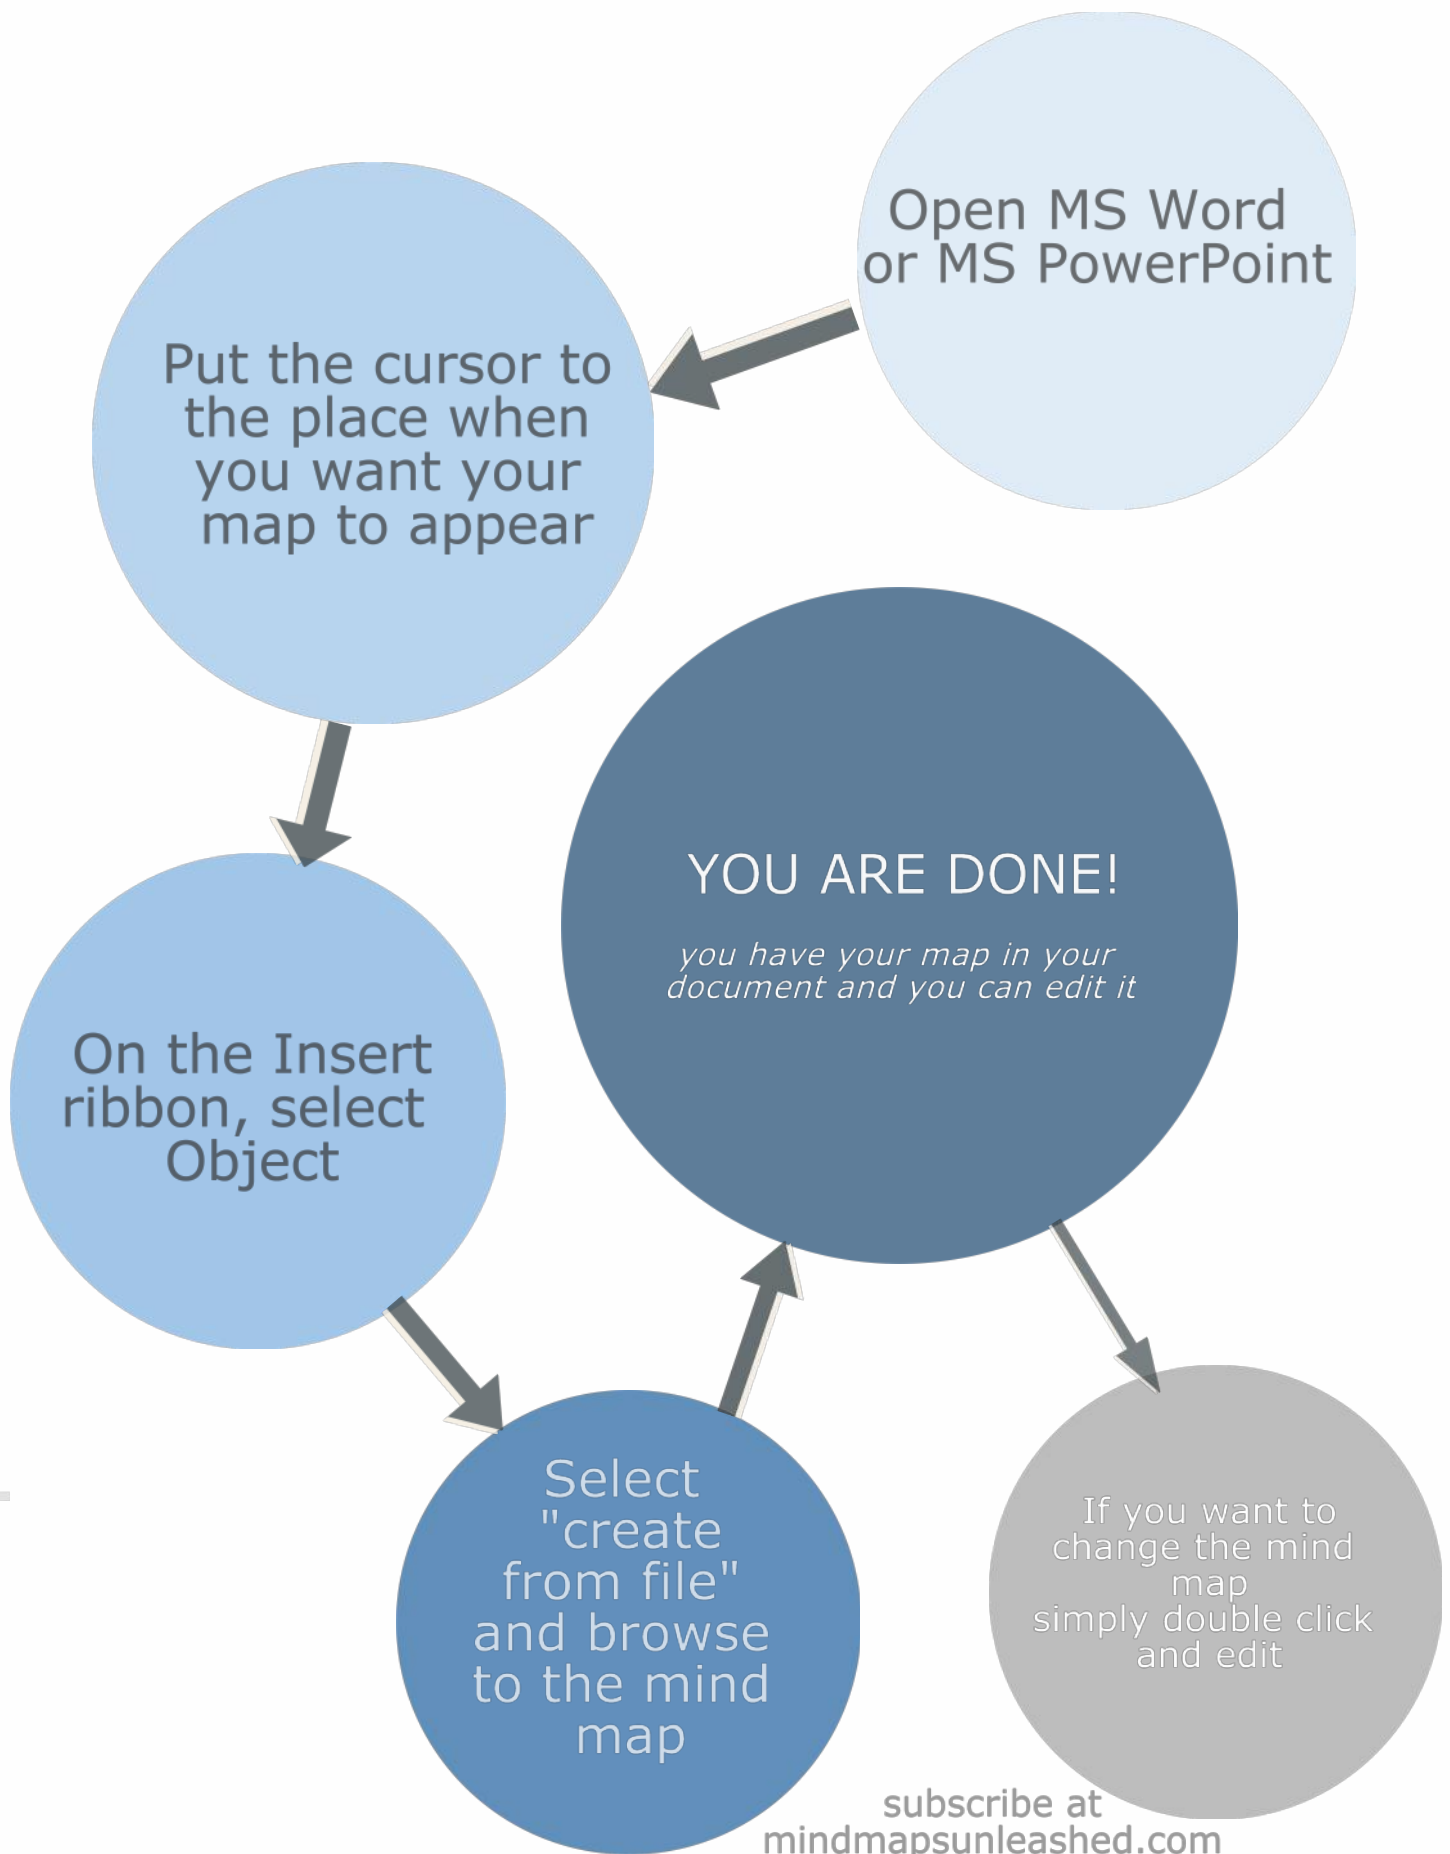 Open MS Word
or MS PowerPoint
Put the cursor to
the place when
you want your
map to appear
On the Insert
ribbon, select
Object
Select
"create
from file"
and browse
to the mind
map
YOU ARE DONE!
you have your map in your
document and you can edit it
If you want to
change the mind
map
simply double click
and edit
subscribe at
mindmapsunleashed.com